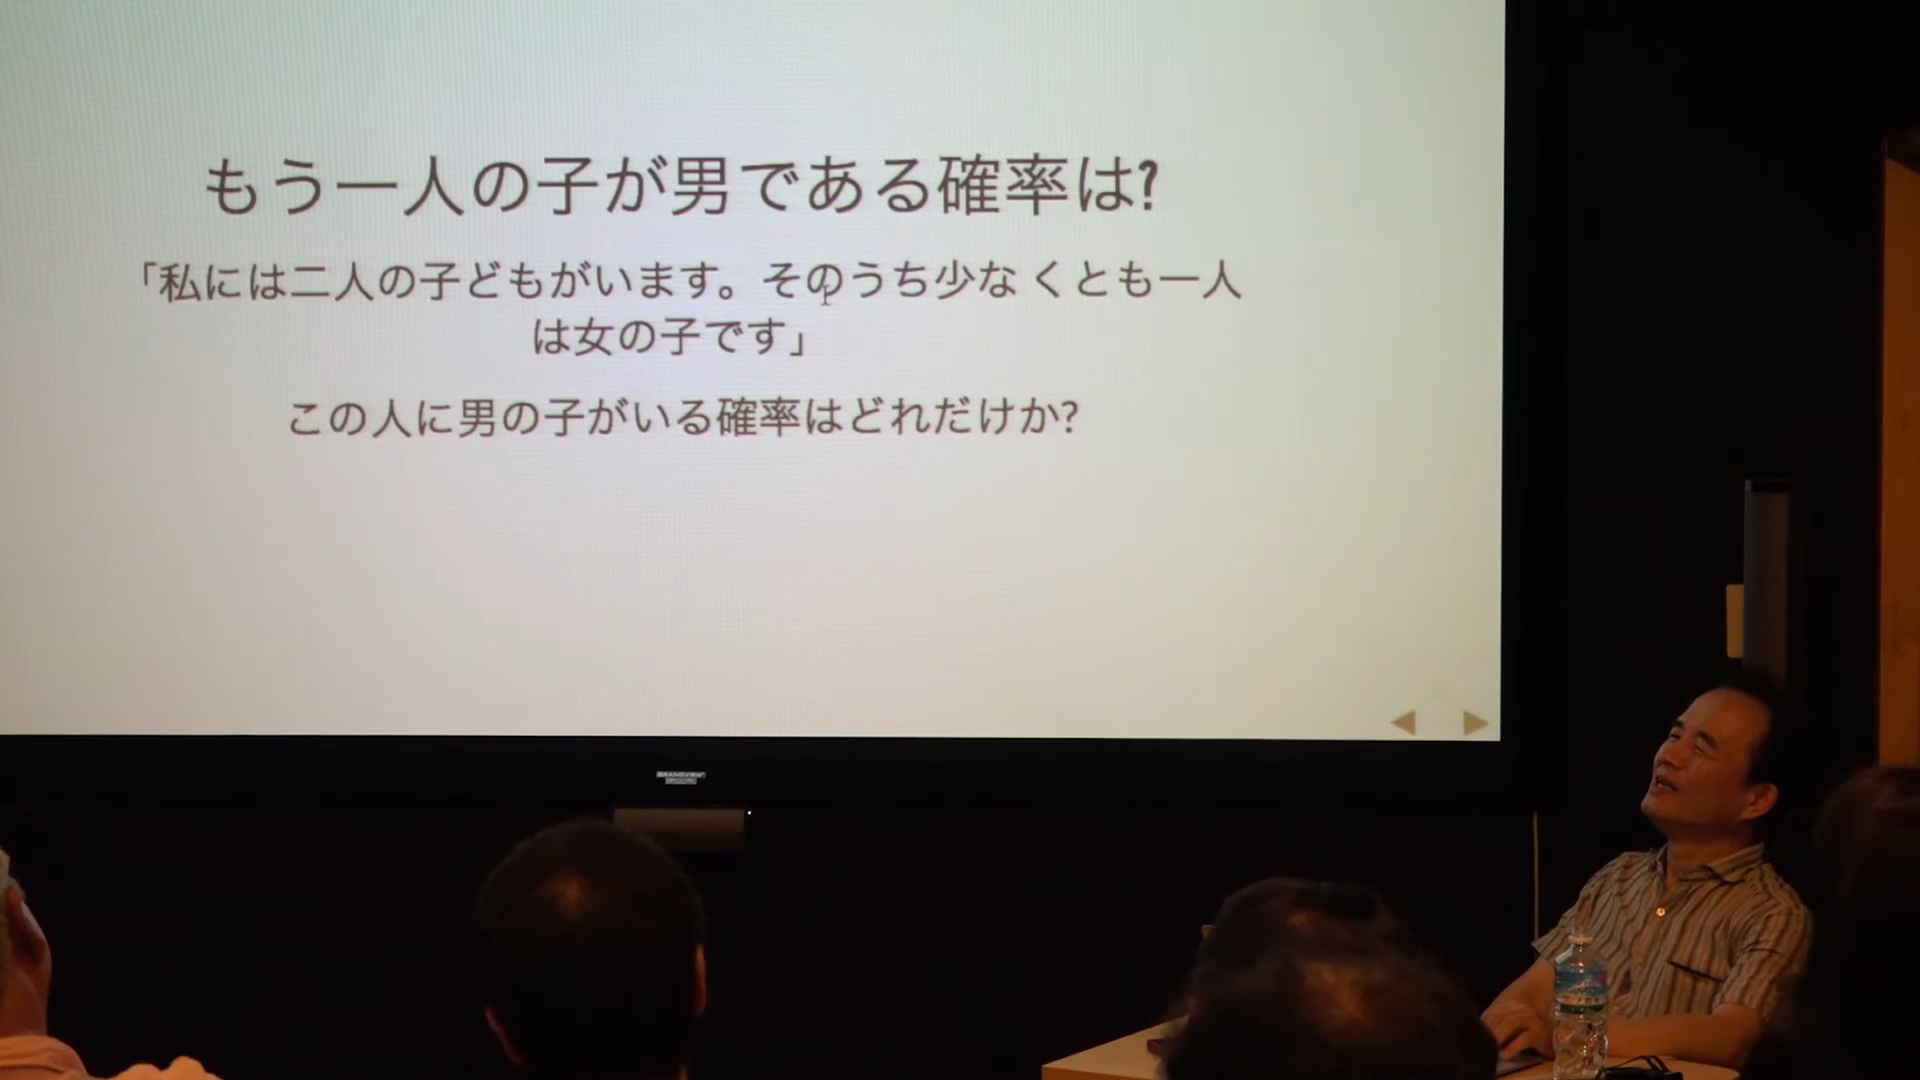 もう一人の子が男である確率は?
「私には二人の子どもがいます。そのうち少なくとも一人
は女の子です」
この人に男の子がいる確率はどれだけか?
GRANDVIEW